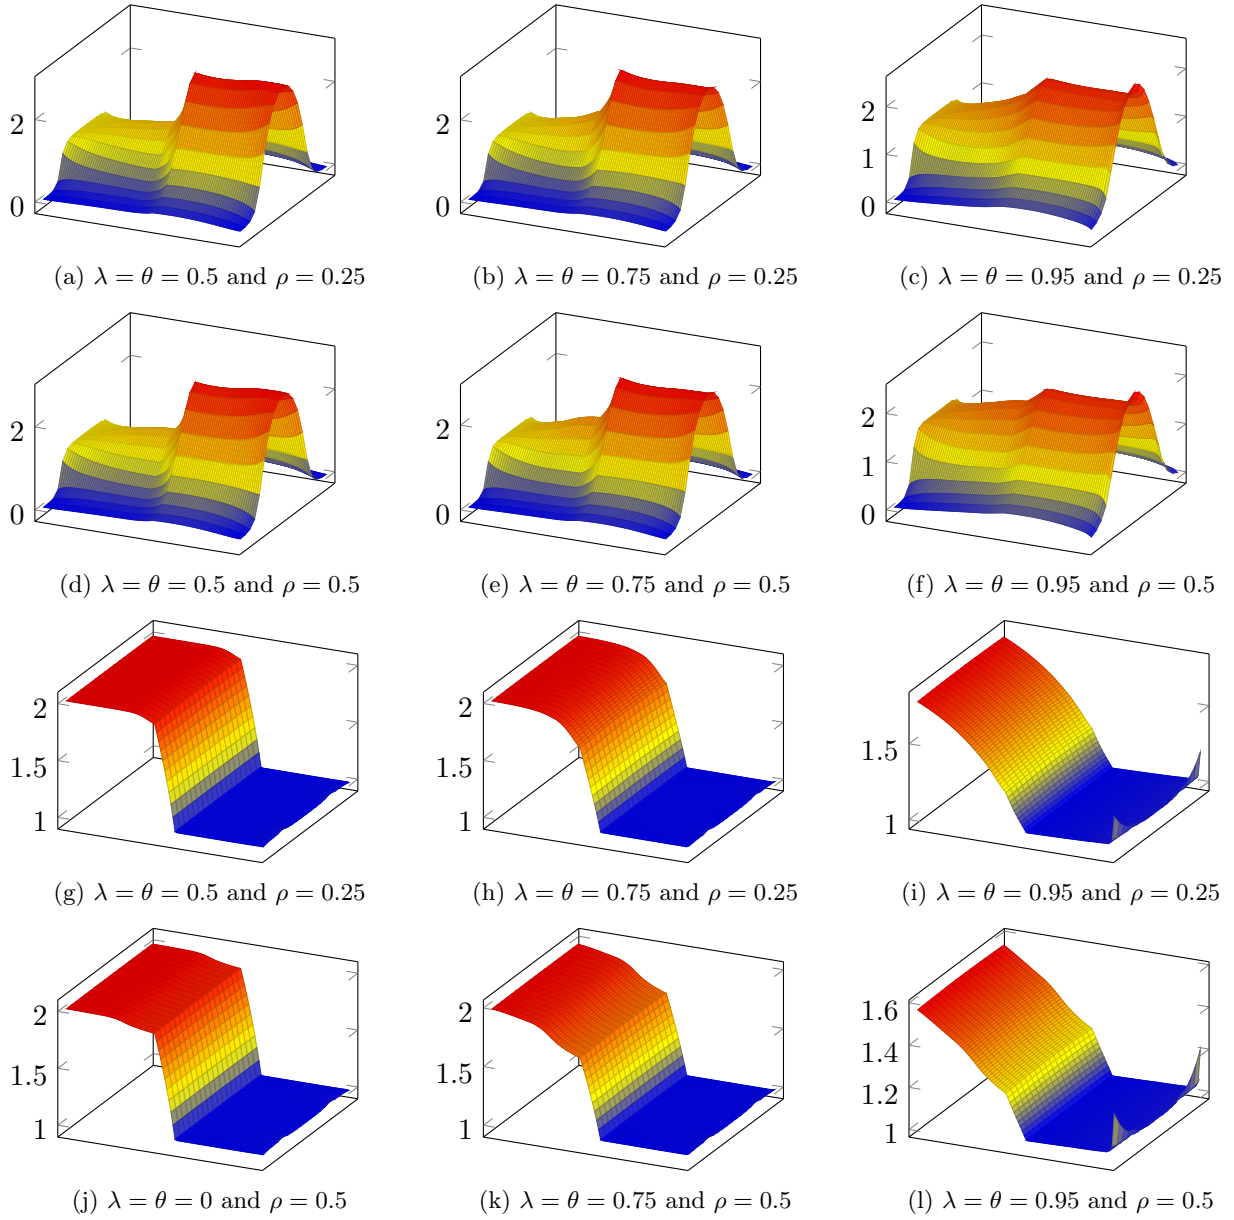 2
0
2
0
2
1
0
(a) λ = θ = 0.5 and ρ = 0.25
(b) λ = θ = 0.75 and ρ = 0.25
(c) λ = θ = 0.95 and ρ = 0.25
2
0
2
0
2
1
0
(d) λ = θ = 0.5 and ρ = 0.5
(e) λ = θ = 0.75 and ρ = 0.5
(f) λ = θ = 0.95 and ρ = 0.5
2
1.5
1
2
1.5
1
1.5
1
(g) λ = θ = 0.5 and ρ = 0.25
(h) λ = θ = 0.75 and ρ = 0.25
(i) λ = θ = 0.95 and ρ = 0.25
2
1.5
1
2
1.5
1
1.6
1.4
1.2
1
(j) λ = θ = 0 and ρ = 0.5
(k) λ = θ = 0.75 and ρ = 0.5
(l) λ = θ = 0.95 and ρ = 0.5